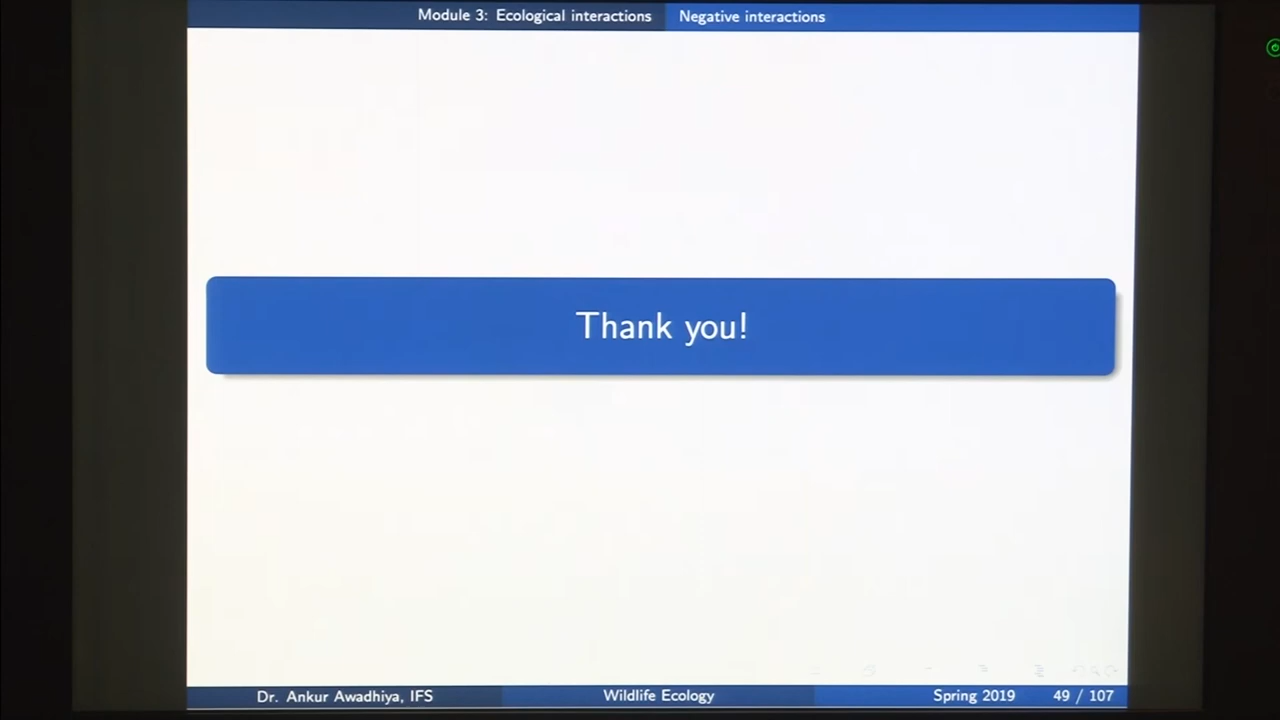 Module 3: Ecological interactions Negative interactions
Thank you!
Dr. Ankur Awadhiya, IFS Wildlife Ecology Spring 2019 49 / 107